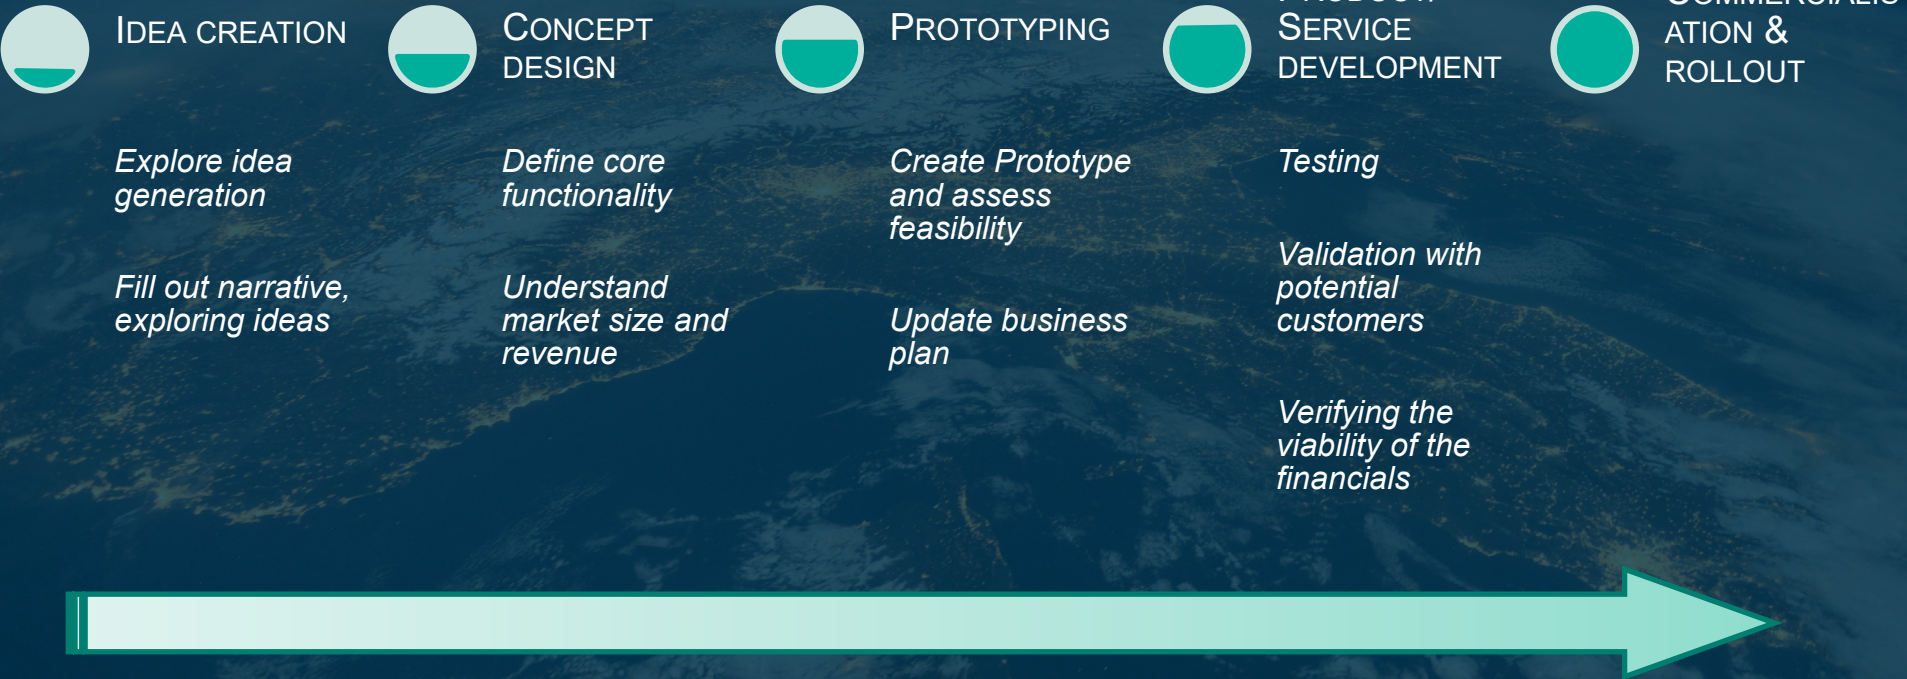 IDEA CREATION
Explore idea
generation
Fill out narrative,
exploring ideas
CONCEPT
DESIGN
Define core
functionality
Understand
market size and
revenue
PROTOTYPING
Create Prototype
and assess
feasibility
Update business
plan
SERVICE
DEVELOPMENT
Testing
Validation with
potential
customers
Verifying the
viability of the
financials
COMMERCIALIS
ATION &
ROLLOUT